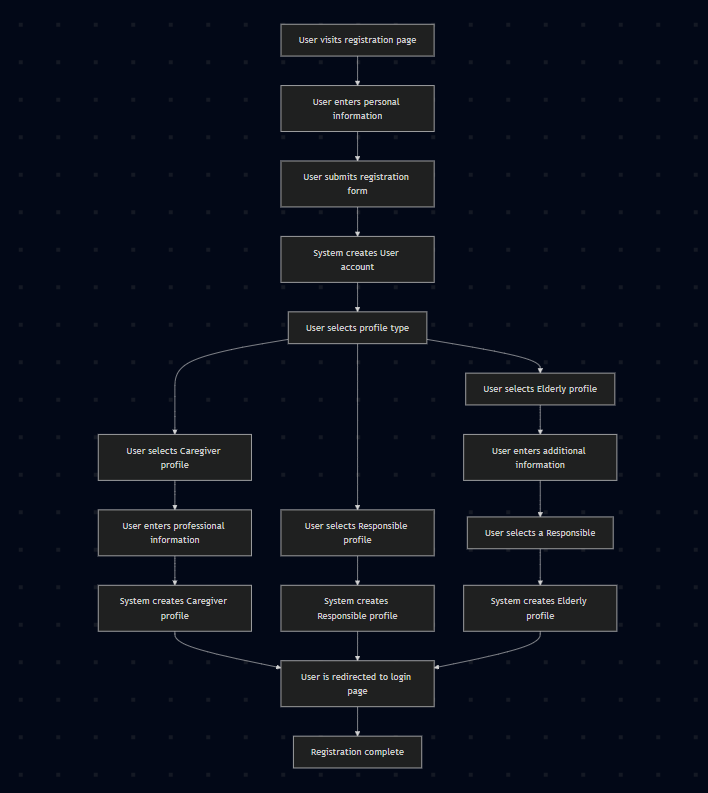 User visits registration page
User enters personal
information
User submits registration
form
System creates User
account
User selects profile type
User selects Elderly profile
User selects Caregiver
profile
User enters additional
information
User enters professional
information
User selects Responsible
profile
User selects a Responsible
System creates Caregiver
profile
System creates
Responsible profile
System creates Elderly
profile
User is redirected to login
page
Registration complete